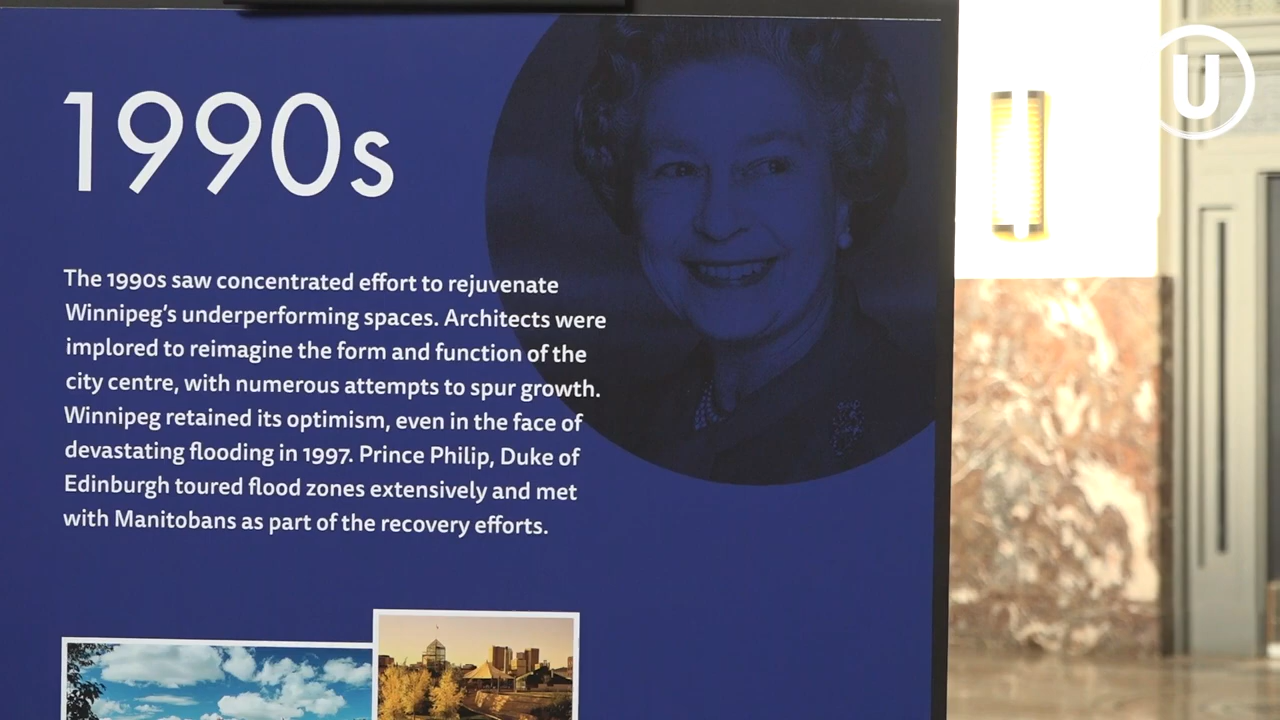 U
1990s
The 1990s saw concentrated effort to rejuvenate
Winnipeg's underperforming spaces. Architects were
implored to reimagine the form and function of the
city centre, with numerous attempts to spur growth.
Winnipeg retained its optimism, even in the face of
devastating flooding in 1997. Prince Philip, Duke of
Edinburgh toured flood zones extensively and met
with Manitobans as part of the recovery efforts.